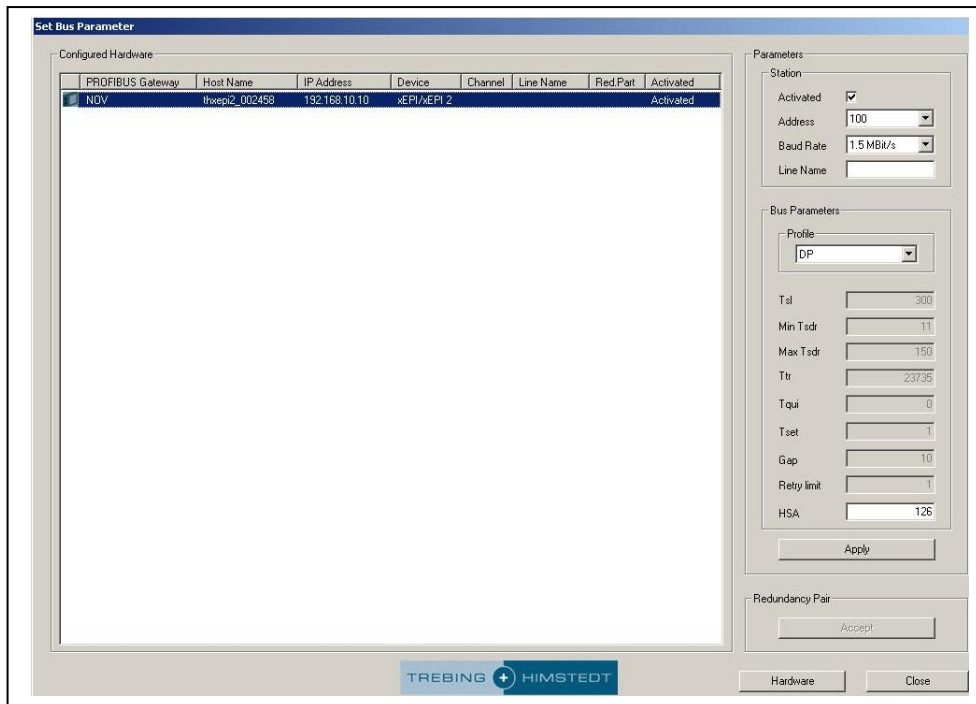 Set Bus Parameter
Configured Hardware
PROFIBUS Gateway Host Name IP Address Device Channel Line Name Red.Part Activated
NOV thxepi2_002458 192.168.10.10 xEPI/xEPI 2 Activated
Parameters
Station
Activated
Address 100
Baud Rate 1.5 MBit/s
Line Name
Bus Parameters
Profile
DP
Tsl 300
Min Tsdr 11
Max Tsdr 150
Ttr 23735
Tqui 0
Tset 1
Gap 10
Retry limit 1
HSA 126
Apply
Redundancy Pair
Accept
TREBING + HIMSTEDT
Hardware Close